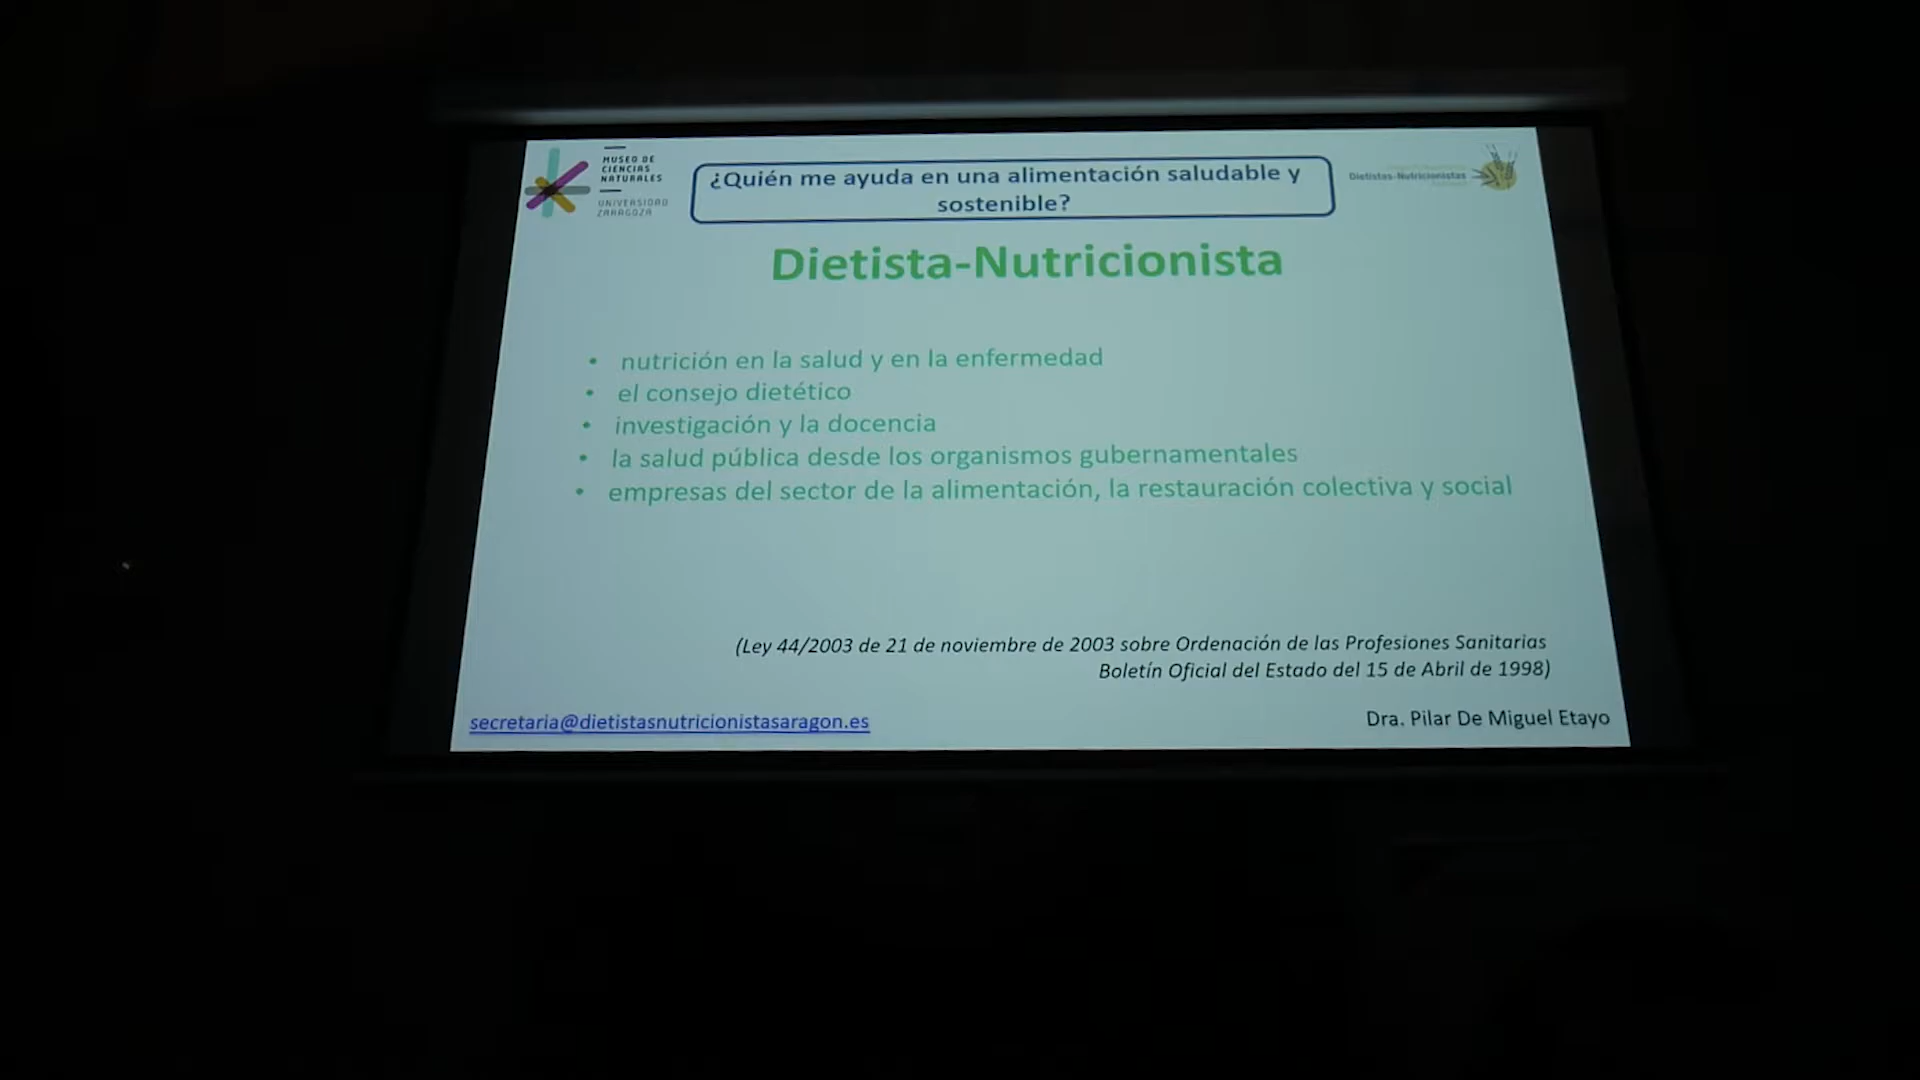 MUSEO DE
CIENCIAS
NATURALES
UNIVERSIDAD
ZARAGOZA
¿Quién me ayuda en una alimentación saludable y
sostenible?
Dietistas-Nutricionistas
Dietista-Nutricionista
• nutrición en la salud y en la enfermedad
• el consejo dietético
• investigación y la docencia
• la salud pública desde los organismos gubernamentales
• empresas del sector de la alimentación, la restauración colectiva y social
(Ley 44/2003 de 21 de noviembre de 2003 sobre Ordenación de las Profesiones Sanitarias
Boletín Oficial del Estado del 15 de Abril de 1998)
secretaria@dietistasnutricionistasaragon.es
Dra. Pilar De Miguel Etayo